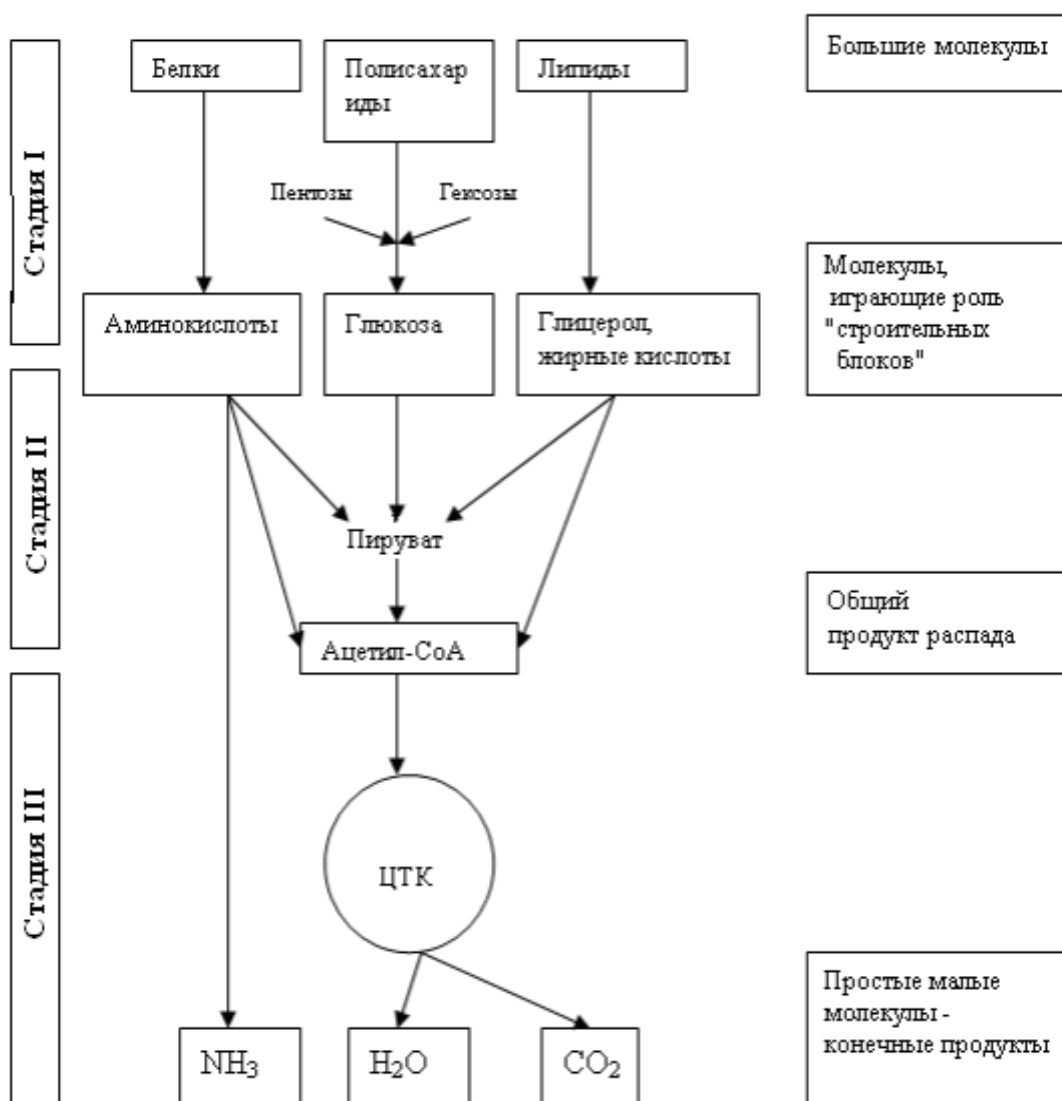 Большие молекулы
Белки
Полисахар
иды
Липиды
Стадия I
Пентозы
Гексозы
Молекулы,
играющие роль
"строительных
блоков"
Аминокислоты
Глюкоза
Глицерол,
жирные кислоты
Стадия II
Пируват
Общий
продукт распада
Ацетил-СоА
Стадия III
ЦТК
Простые малые
молекулы -
конечные продукты
NH₃
H₂O
CO₂